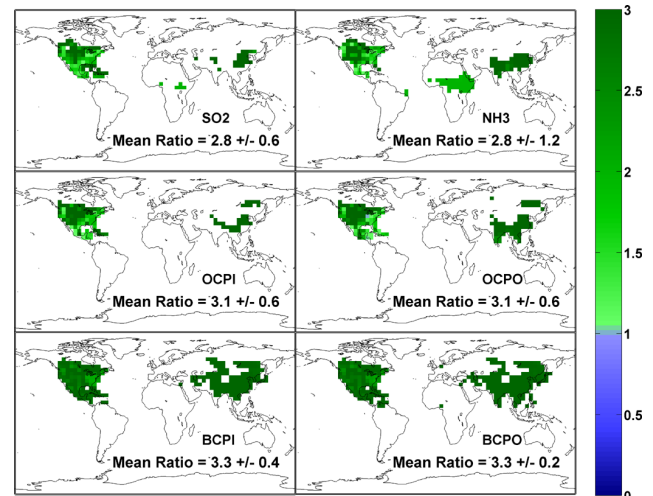 SO2
Mean Ratio = 2.8 +/- 0.6
NH3
Mean Ratio = 2.8 +/- 1.2
OCPI
Mean Ratio = 3.1 +/- 0.6
OCPO
Mean Ratio = 3.1 +/- 0.6
BCPI
Mean Ratio = 3.3 +/- 0.4
BCPO
Mean Ratio = 3.3 +/- 0.2
3
2.5
2
1.5
1
0.5
0